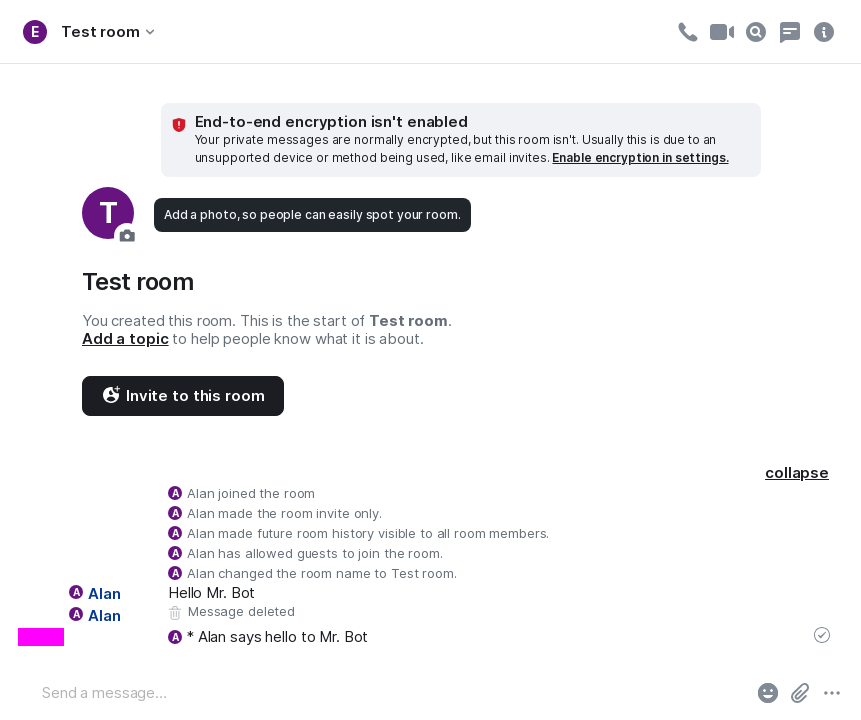 E Test room
End-to-end encryption isn't enabled
Your private messages are normally encrypted, but this room isn't. Usually this is due to an
unsupported device or method being used, like email invites. Enable encryption in settings.
T
Add a photo, so people can easily spot your room.
Test room
You created this room. This is the start of Test room.
Add a topic to help people know what it is about.
Invite to this room
collapse
A Alan joined the room
A Alan made the room invite only.
A Alan made future room history visible to all room members.
A Alan has allowed guests to join the room.
A Alan changed the room name to Test room.
A Alan Hello Mr. Bot
A Alan Message deleted
A * Alan says hello to Mr. Bot
Send a message…